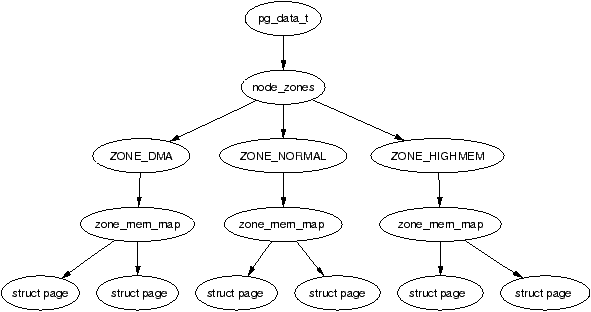 pg_data_t
node_zones
ZONE_DMA
ZONE_NORMAL
ZONE_HIGHMEM
zone_mem_map
zone_mem_map
zone_mem_map
struct page
struct page
struct page
struct page
struct page
struct page